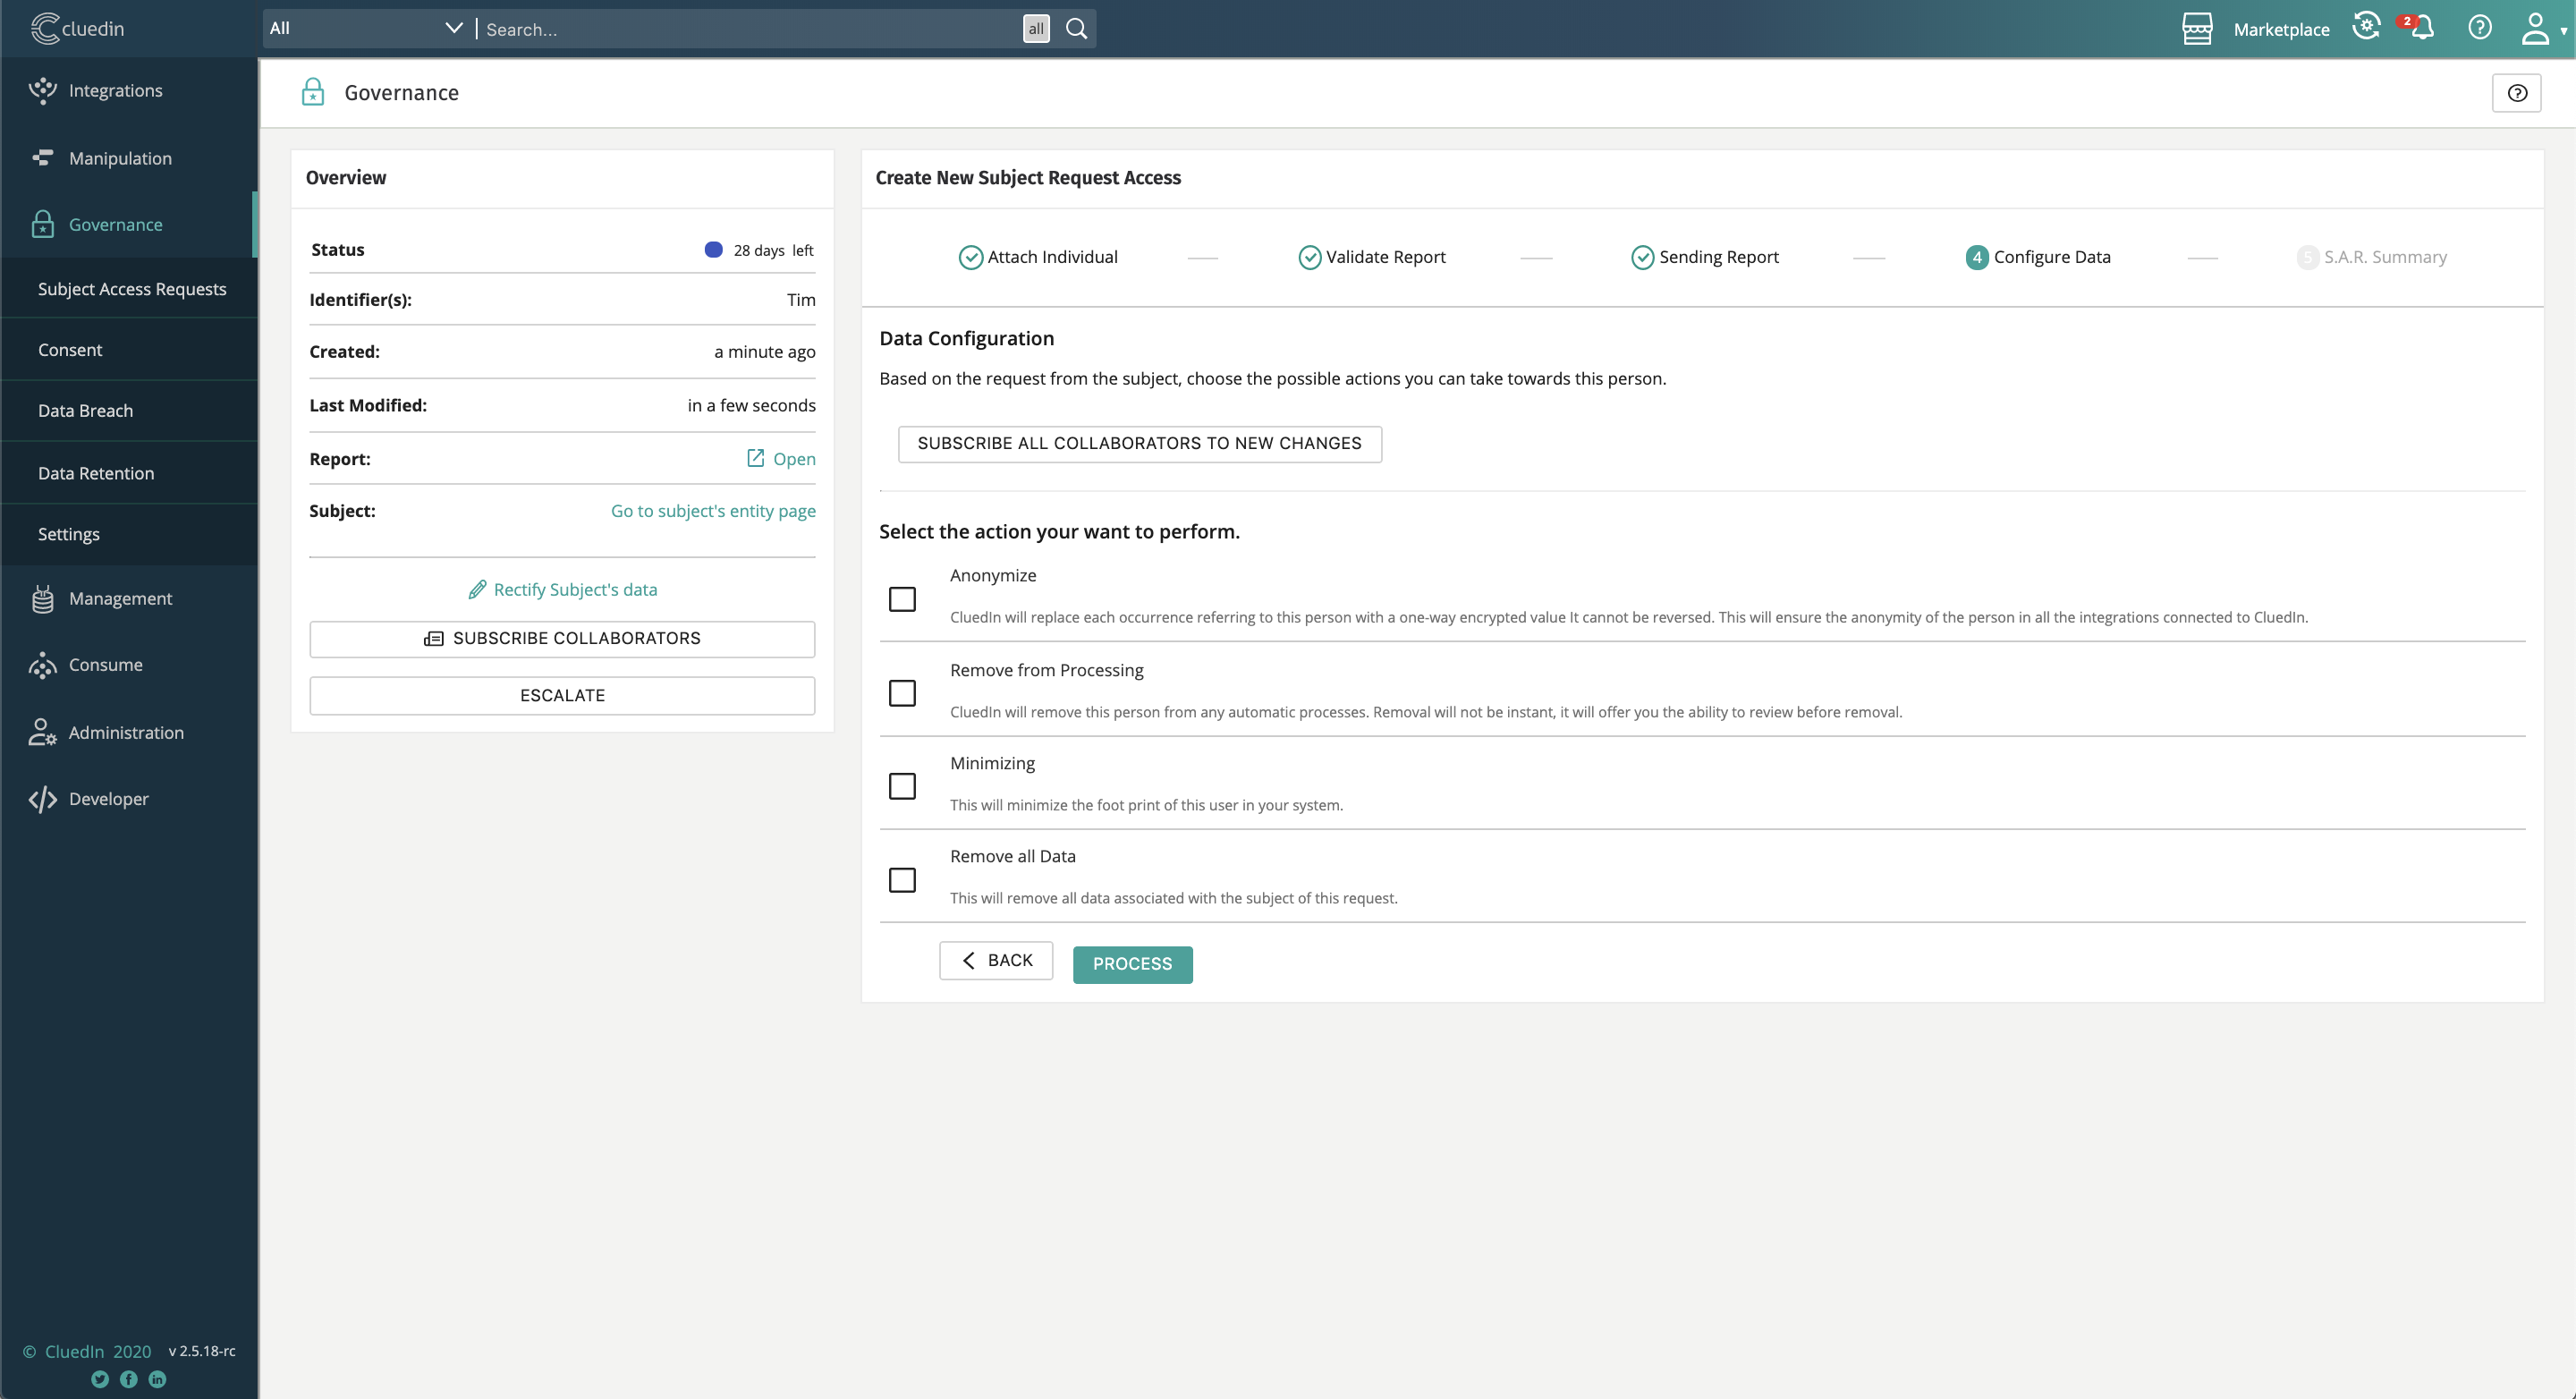 cluedin
All
Search...
all
Marketplace
2
Integrations
Manipulation
Governance
Subject Access Requests
Consent
Data Breach
Data Retention
Settings
Management
Consume
Administration
Developer
© CluedIn 2020 v 2.5.18-rc
Governance
Overview
Status 28 days left
Identifier(s): Tim
Created: a minute ago
Last Modified: in a few seconds
Report: Open
Subject: Go to subject's entity page
Rectify Subject's data
SUBSCRIBE COLLABORATORS
ESCALATE
Create New Subject Request Access
Attach Individual
Validate Report
Sending Report
4 Configure Data
5 S.A.R. Summary
Data Configuration
Based on the request from the subject, choose the possible actions you can take towards this person.
SUBSCRIBE ALL COLLABORATORS TO NEW CHANGES
Select the action your want to perform.
Anonymize
CluedIn will replace each occurrence referring to this person with a one-way encrypted value It cannot be reversed. This will ensure the anonymity of the person in all the integrations connected to CluedIn.
Remove from Processing
CluedIn will remove this person from any automatic processes. Removal will not be instant, it will offer you the ability to review before removal.
Minimizing
This will minimize the foot print of this user in your system.
Remove all Data
This will remove all data associated with the subject of this request.
BACK
PROCESS